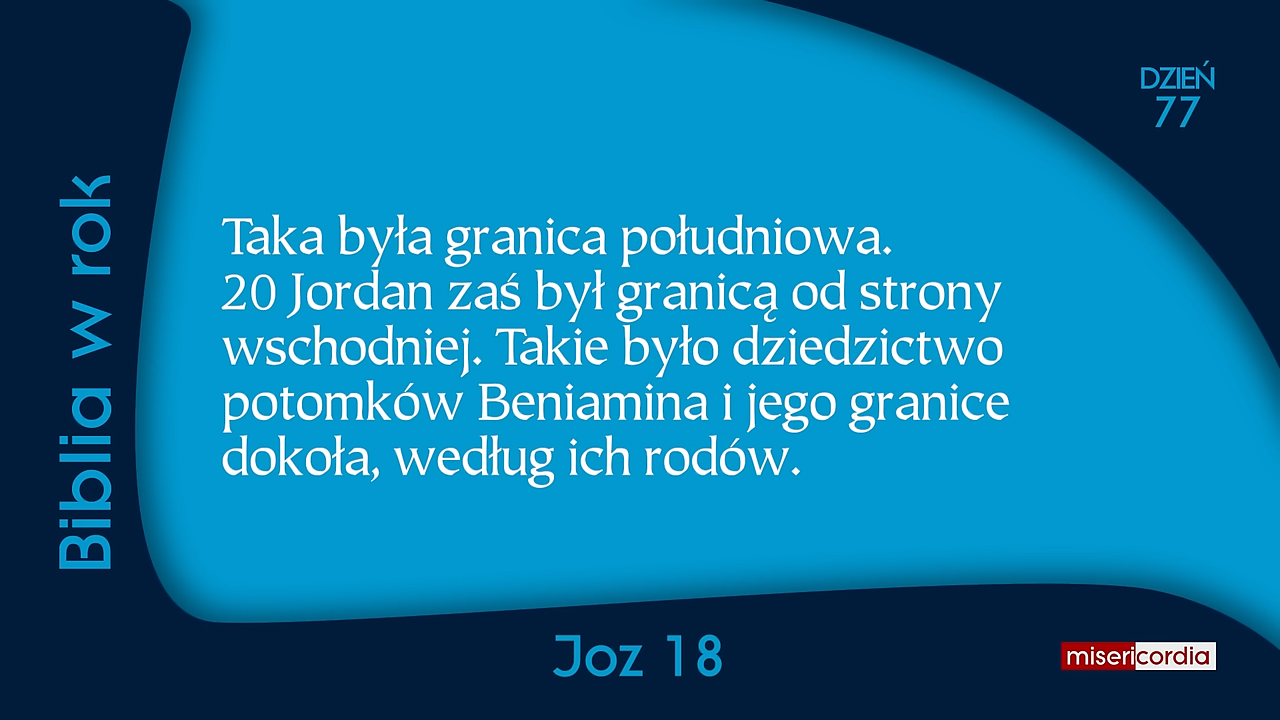 DZIEŃ
77
Biblia w rok
Taka była granica południowa.
20 Jordan zaś był granicą od strony
wschodniej. Takie było dziedzictwo
potomków Beniamina i jego granice
dokoła, według ich rodów.
Joz 18
misericordia